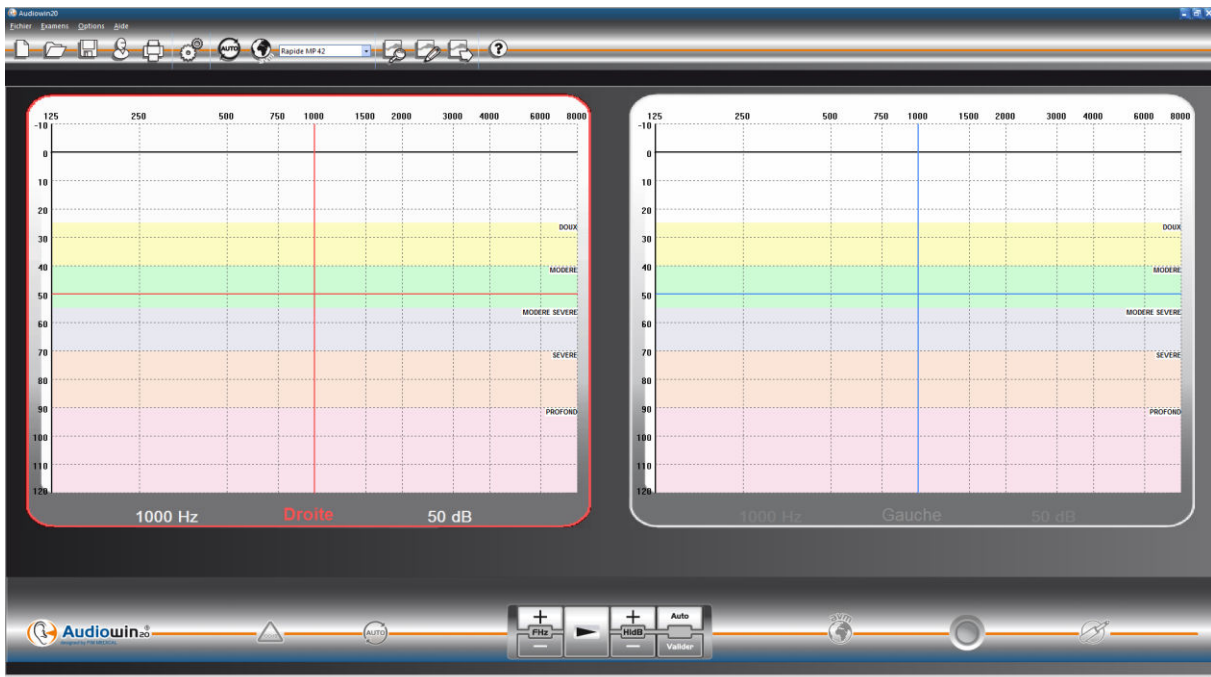 Audiowin20
Fichier Examens Options Aide
AUTO Rapide MP 42 ?
125 250 500 750 1000 1500 2000 3000 4000 6000 8000
-10
0
10
20
DOUX
30
40
MODERE
50
MODERE SEVERE
60
70
SEVERE
80
90
PROFOND
100
110
120
1000 Hz Droite 50 dB
125 250 500 750 1000 1500 2000 3000 4000 6000 8000
-10
0
10
20
DOUX
30
40
MODERE
50
MODERE SEVERE
60
70
SEVERE
80
90
PROFOND
100
110
120
1000 Hz Gauche 50 dB
Audiowin20
AUTO
+ + Auto
FHz HldB
- - Valider
avm